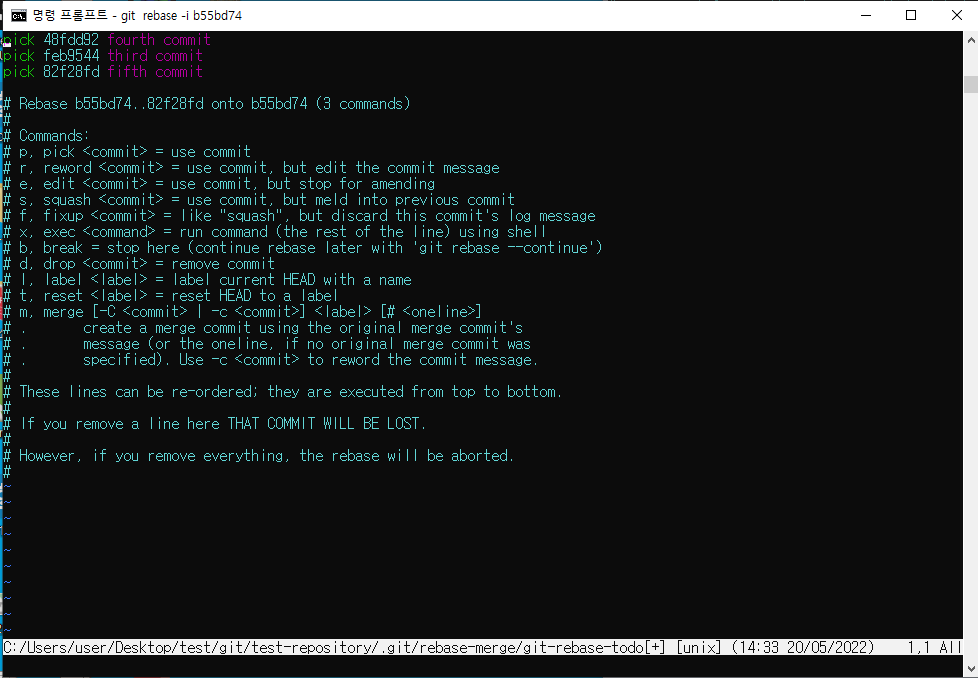 명령 프롬프트 - git  rebase -i b55bd74
pick 48fdd92 fourth commit
pick feb9544 third commit
pick 82f28fd fifth commit

# Rebase b55bd74..82f28fd onto b55bd74 (3 commands)
#
# Commands:
# p, pick <commit> = use commit
# r, reword <commit> = use commit, but edit the commit message
# e, edit <commit> = use commit, but stop for amending
# s, squash <commit> = use commit, but meld into previous commit
# f, fixup <commit> = like "squash", but discard this commit's log message
# x, exec <command> = run command (the rest of the line) using shell
# b, break = stop here (continue rebase later with 'git rebase --continue')
# d, drop <commit> = remove commit
# l, label <label> = label current HEAD with a name
# t, reset <label> = reset HEAD to a label
# m, merge [-C <commit> | -c <commit>] <label> [# <oneline>]
# .       create a merge commit using the original merge commit's
# .       message (or the oneline, if no original merge commit was
# .       specified). Use -c <commit> to reword the commit message.
#
# These lines can be re-ordered; they are executed from top to bottom.
#
# If you remove a line here THAT COMMIT WILL BE LOST.
#
# However, if you remove everything, the rebase will be aborted.
#
~
~
~
~
~
~
~
~
~
~
C:/Users/user/Desktop/test/git/test-repository/.git/rebase-merge/git-rebase-todo[+] [unix] (14:33 20/05/2022)    1,1 All